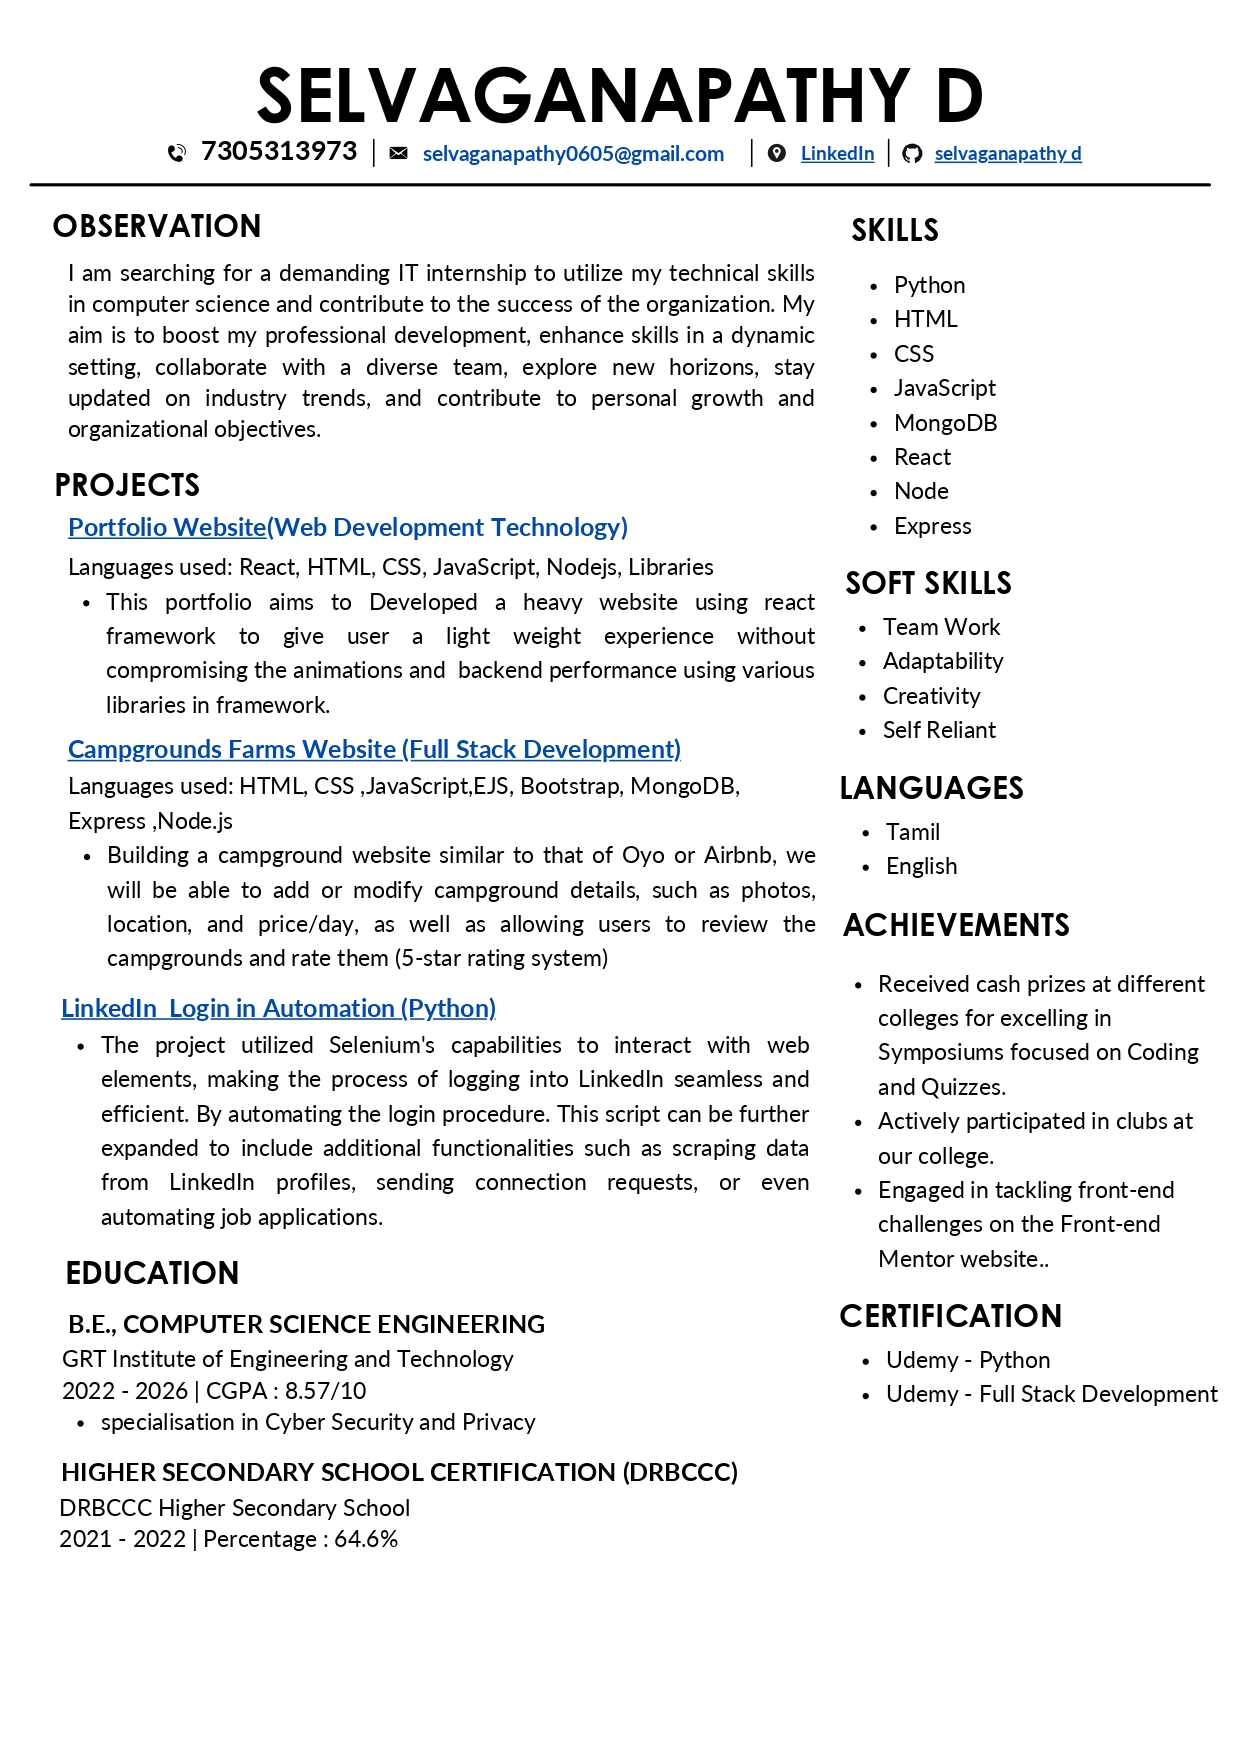 SELVAGANAPATHY D
7305313973 | selvaganapathy0605@gmail.com | LinkedIn | selvaganapathy d
OBSERVATION
I am searching for a demanding IT internship to utilize my technical skills
in computer science and contribute to the success of the organization. My
aim is to boost my professional development, enhance skills in a dynamic
setting, collaborate with a diverse team, explore new horizons, stay
updated on industry trends, and contribute to personal growth and
organizational objectives.
PROJECTS
Portfolio Website(Web Development Technology)
Languages used: React, HTML, CSS, JavaScript, Nodejs, Libraries
• This portfolio aims to Developed a heavy website using react
framework to give user a light weight experience without
compromising the animations and backend performance using various
libraries in framework.
Campgrounds Farms Website (Full Stack Development)
Languages used: HTML, CSS ,JavaScript,EJS, Bootstrap, MongoDB,
Express ,Node.js
• Building a campground website similar to that of Oyo or Airbnb, we
will be able to add or modify campground details, such as photos,
location, and price/day, as well as allowing users to review the
campgrounds and rate them (5-star rating system)
LinkedIn Login in Automation (Python)
• The project utilized Selenium's capabilities to interact with web
elements, making the process of logging into LinkedIn seamless and
efficient. By automating the login procedure. This script can be further
expanded to include additional functionalities such as scraping data
from LinkedIn profiles, sending connection requests, or even
automating job applications.
EDUCATION
B.E., COMPUTER SCIENCE ENGINEERING
GRT Institute of Engineering and Technology
2022 - 2026 | CGPA : 8.57/10
• specialisation in Cyber Security and Privacy
HIGHER SECONDARY SCHOOL CERTIFICATION (DRBCCC)
DRBCCC Higher Secondary School
2021 - 2022 | Percentage : 64.6%
SKILLS
• Python
• HTML
• CSS
• JavaScript
• MongoDB
• React
• Node
• Express
SOFT SKILLS
• Team Work
• Adaptability
• Creativity
• Self Reliant
LANGUAGES
• Tamil
• English
ACHIEVEMENTS
• Received cash prizes at different
colleges for excelling in
Symposiums focused on Coding
and Quizzes.
• Actively participated in clubs at
our college.
• Engaged in tackling front-end
challenges on the Front-end
Mentor website..
CERTIFICATION
• Udemy - Python
• Udemy - Full Stack Development